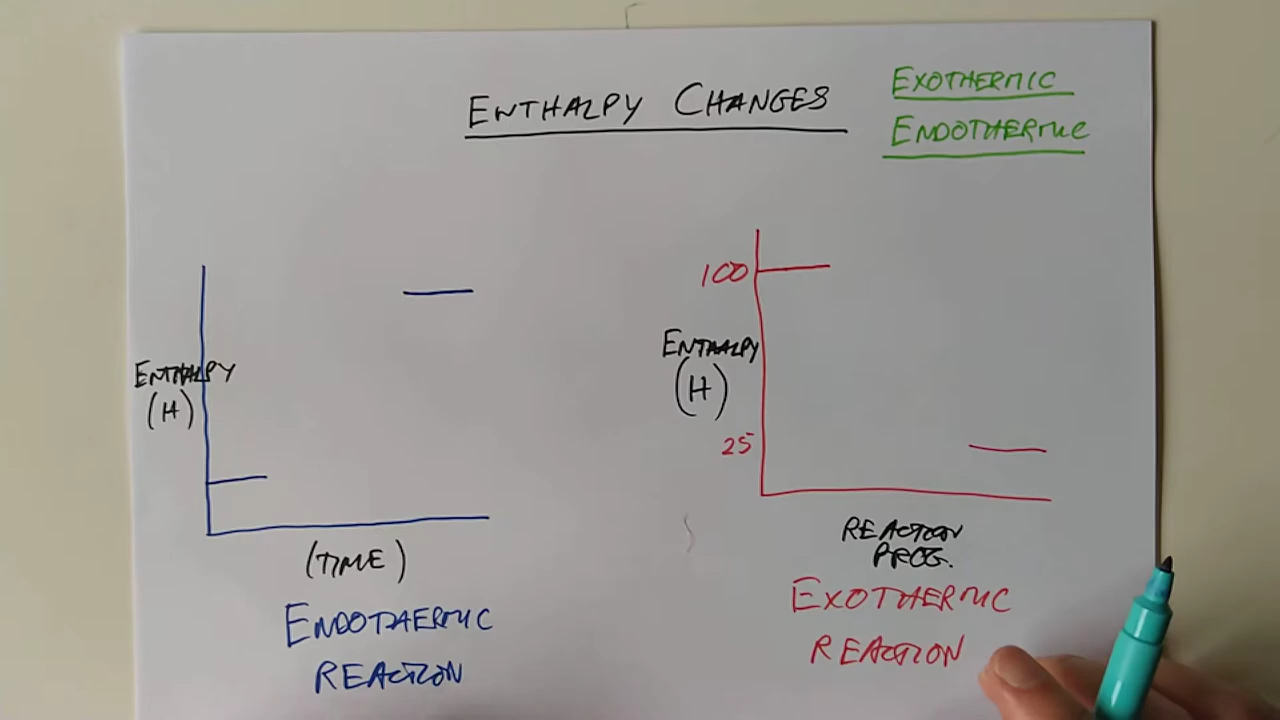 ENTHALPY CHANGES
EXOTHERMIC
ENDOTHERMIC
ENTHALPY
(H)
(TIME)
ENDOTHERMIC
REACTION
100
ENTHALPY
(H)
25
REACTION
PROG.
EXOTHERMIC
REACTION